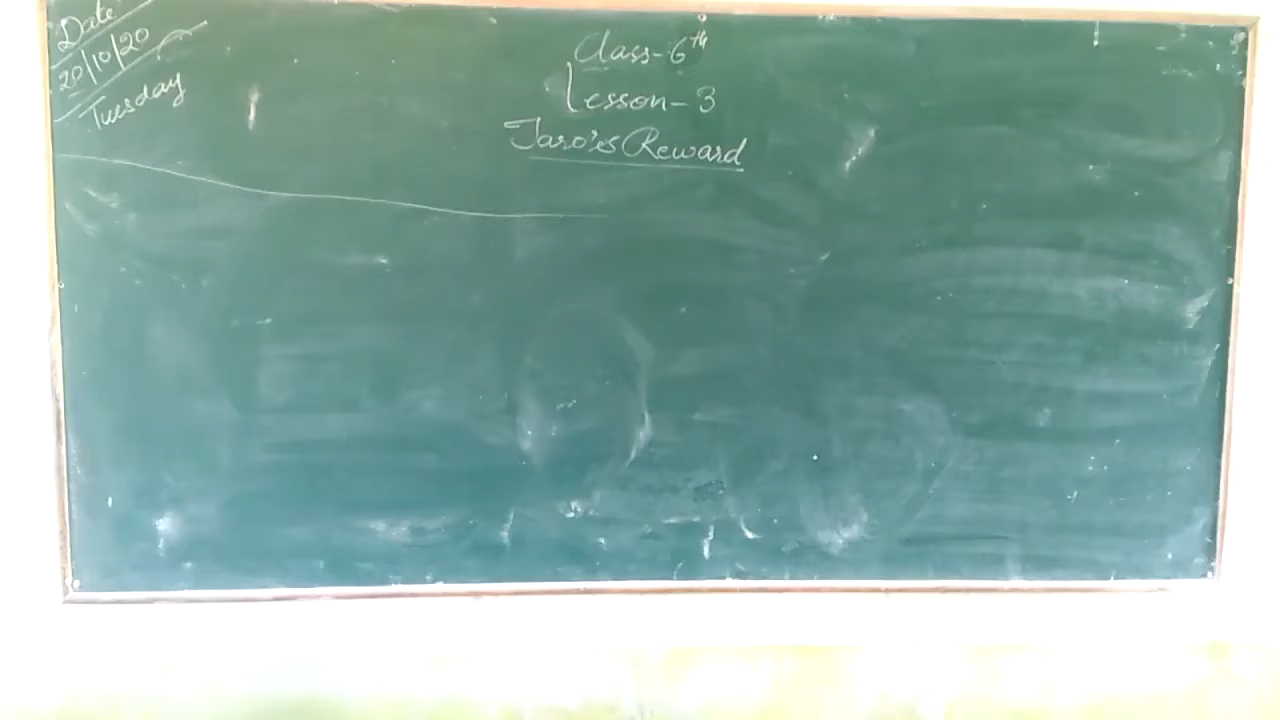 Date
20/10/20
Tuesday
Class-6th
Lesson-3
Taro's Reward